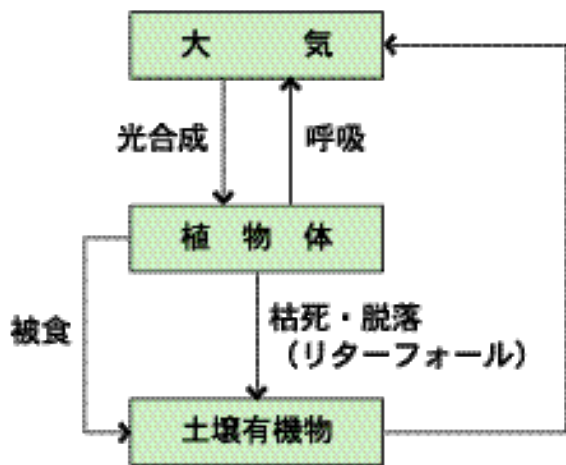 大 気
光合成
呼吸
植 物 体
被食
枯死・脱落
（リターフォール）
土壌有機物